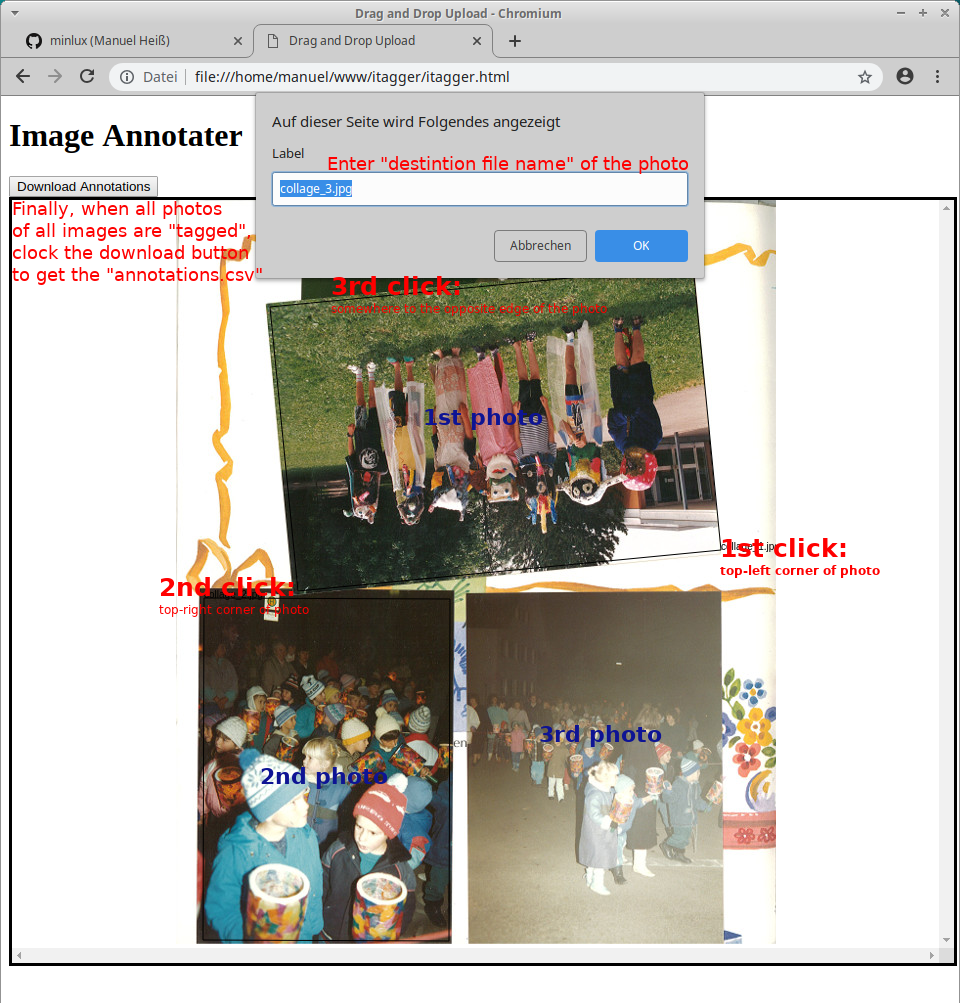 Drag and Drop Upload - Chromium
minlux (Manuel Heiß)
Drag and Drop Upload
Datei
file:///home/manuel/www/itagger/itagger.html
Auf dieser Seite wird Folgendes angezeigt
Label
Enter "destintion file name" of the photo
collage_3.jpg
Abbrechen
OK
Image Annotater
Download Annotations
Finally, when all photos
of all images are "tagged",
clock the download button
to get the "annotations.csv"
3rd click:
somewhere to the opposite edge of the photo
1st photo
1st click:
top-left corner of photo
2nd click:
top-right corner of photo
2nd photo
3rd photo
en